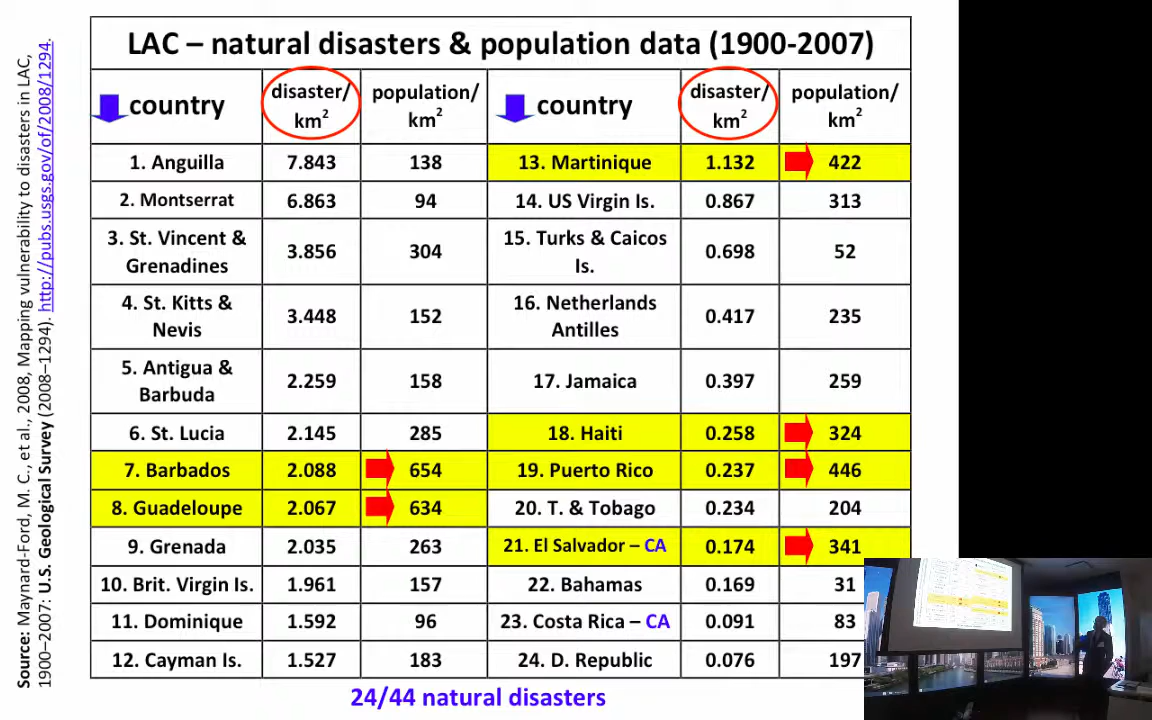 LAC – natural disasters & population data (1900-2007)
country
disaster/
km²
population/
km²
country
disaster/
km²
population/
km²
1. Anguilla 7.843 138 13. Martinique 1.132 422
2. Montserrat 6.863 94 14. US Virgin Is. 0.867 313
3. St. Vincent &
Grenadines 3.856 304 15. Turks & Caicos
Is. 0.698 52
4. St. Kitts &
Nevis 3.448 152 16. Netherlands
Antilles 0.417 235
5. Antigua &
Barbuda 2.259 158 17. Jamaica 0.397 259
6. St. Lucia 2.145 285 18. Haiti 0.258 324
7. Barbados 2.088 654 19. Puerto Rico 0.237 446
8. Guadeloupe 2.067 634 20. T. & Tobago 0.234 204
9. Grenada 2.035 263 21. El Salvador – CA 0.174 341
10. Brit. Virgin Is. 1.961 157 22. Bahamas 0.169 31
11. Dominique 1.592 96 23. Costa Rica – CA 0.091 83
12. Cayman Is. 1.527 183 24. D. Republic 0.076 197
24/44 natural disasters
Source: Maynard-Ford, M. C., et al., 2008, Mapping vulnerability to disasters in LAC,
1900–2007: U.S. Geological Survey (2008–1294). http://pubs.usgs.gov/of/2008/1294.